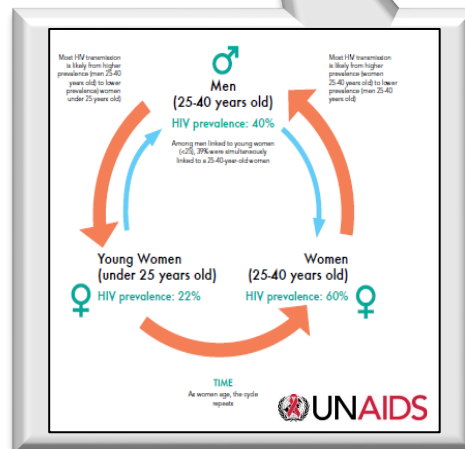 Most HIV transmission
is likely from higher
prevalence (men 25-40
years old) to lower
prevalence) women
under 25 years old)
Men
(25-40 years old)
HIV prevalence: 40%
Among men linked to young women
(<25), 39% were simultaneously
linked to a 25-40-year-old women
Most HIV transmission
is likely from higher
prevalence (women
25-40 years old) to lower
prevalence (men 25-40
years old)
Young Women
(under 25 years old)
HIV prevalence: 22%
Women
(25-40 years old)
HIV prevalence: 60%
TIME
As women age, the cycle
repeats
UNAIDS